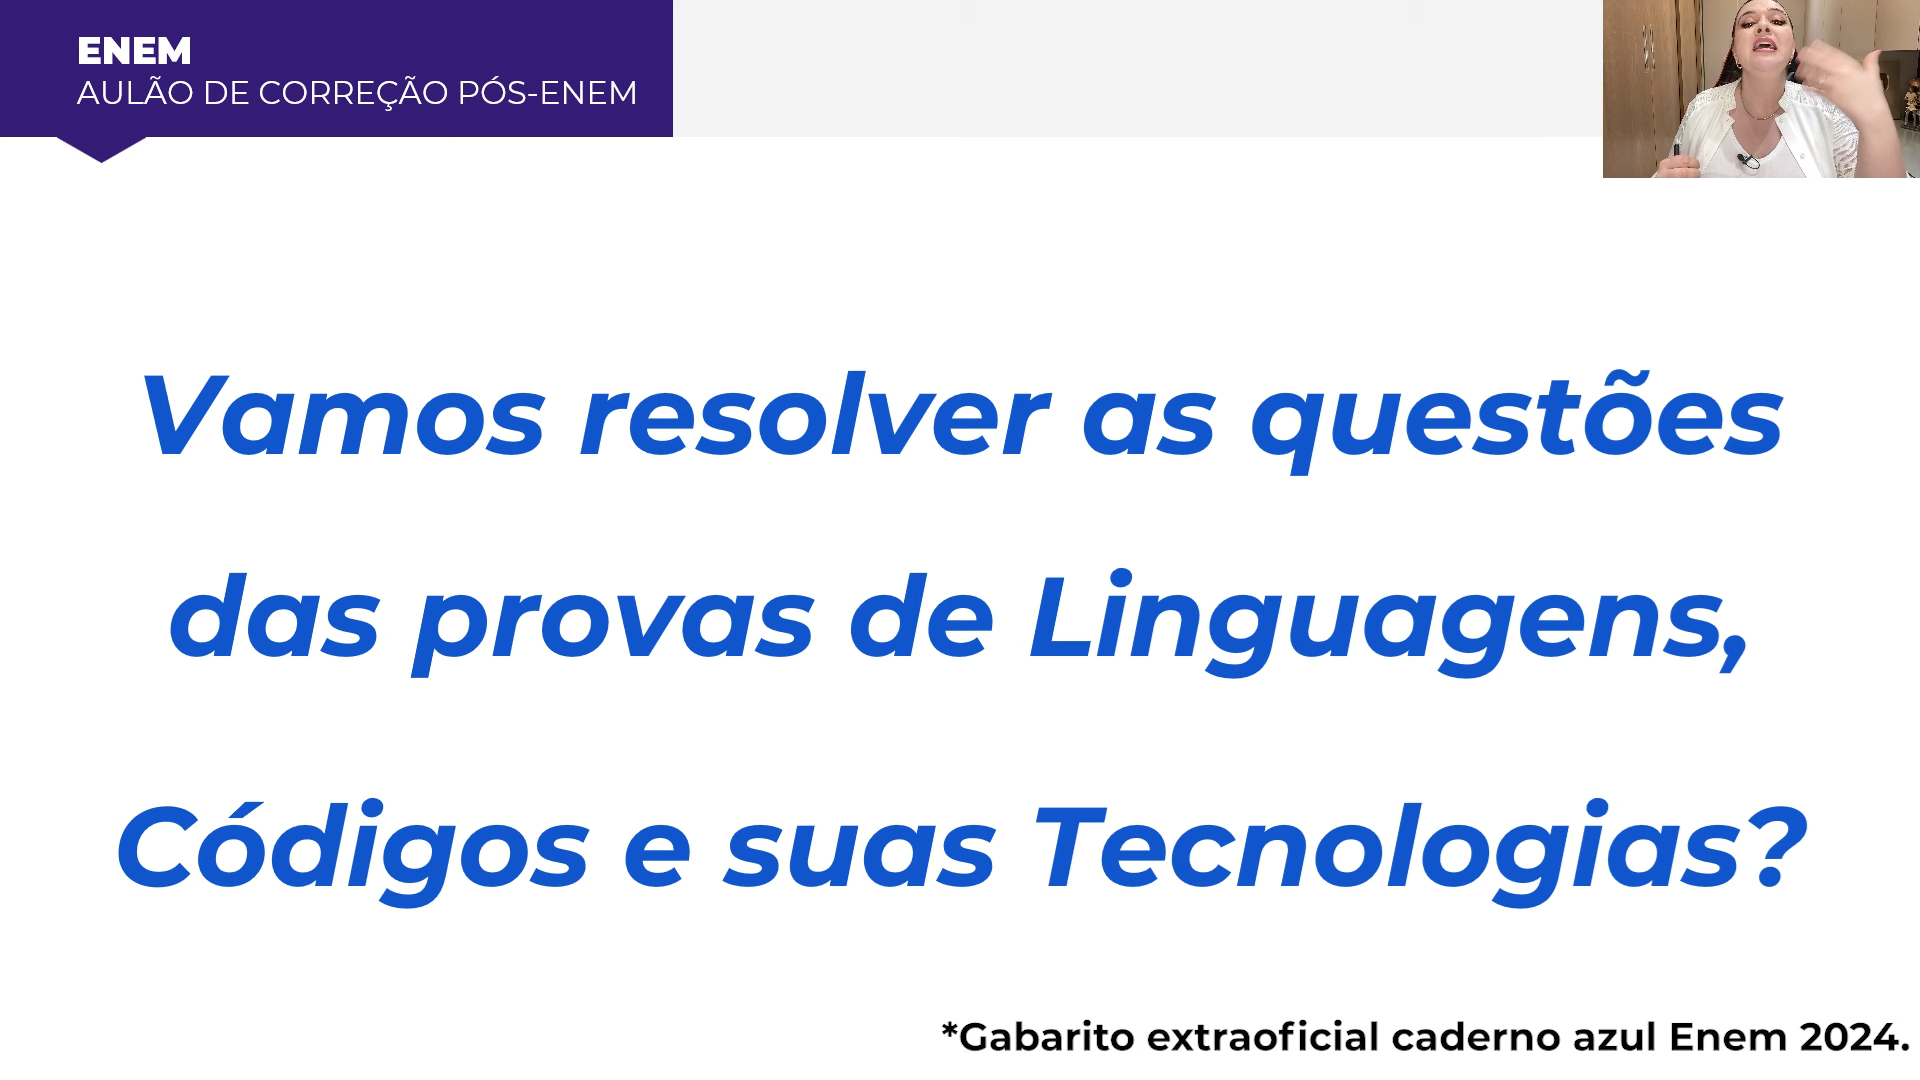 ENEM
AULÃO DE CORREÇÃO PÓS-ENEM
Vamos resolver as questões
das provas de Linguagens,
Códigos e suas Tecnologias?
*Gabarito extraoficial caderno azul Enem 2024.